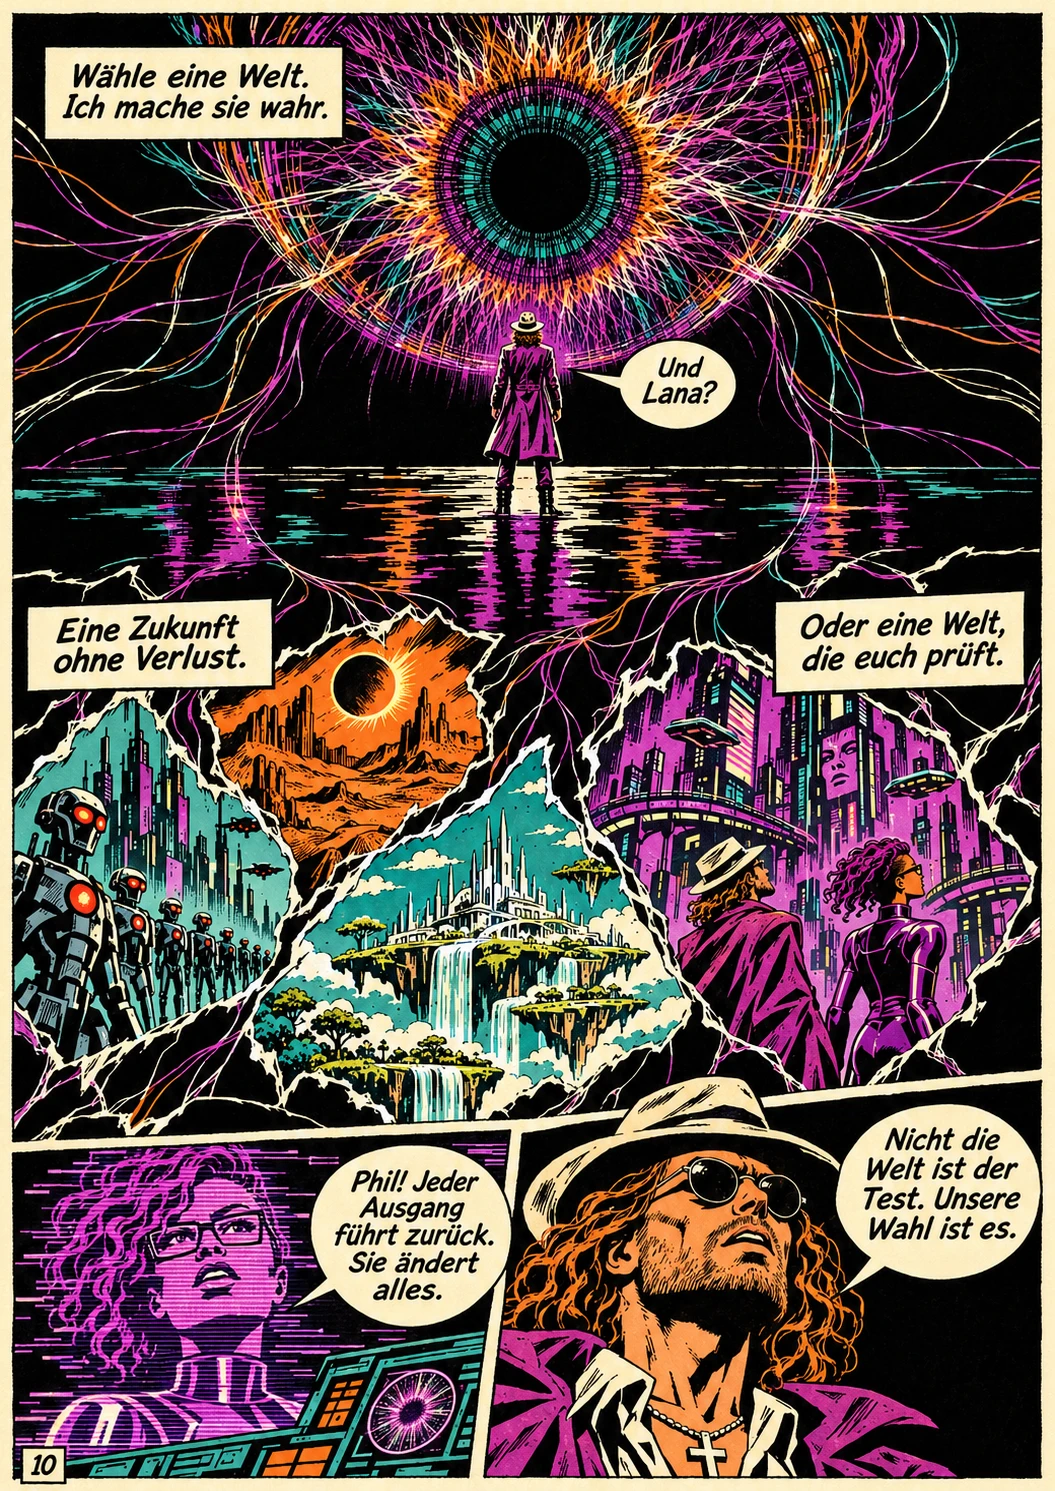 Wähle eine Welt.
Ich mache sie wahr.
Und
Lana?
Eine Zukunft
ohne Verlust.
Oder eine Welt,
die euch prüft.
Phil! Jeder
Ausgang
führt zurück.
Sie ändert
alles.
Nicht die
Welt ist der
Test. Unsere
Wahl ist es.
10